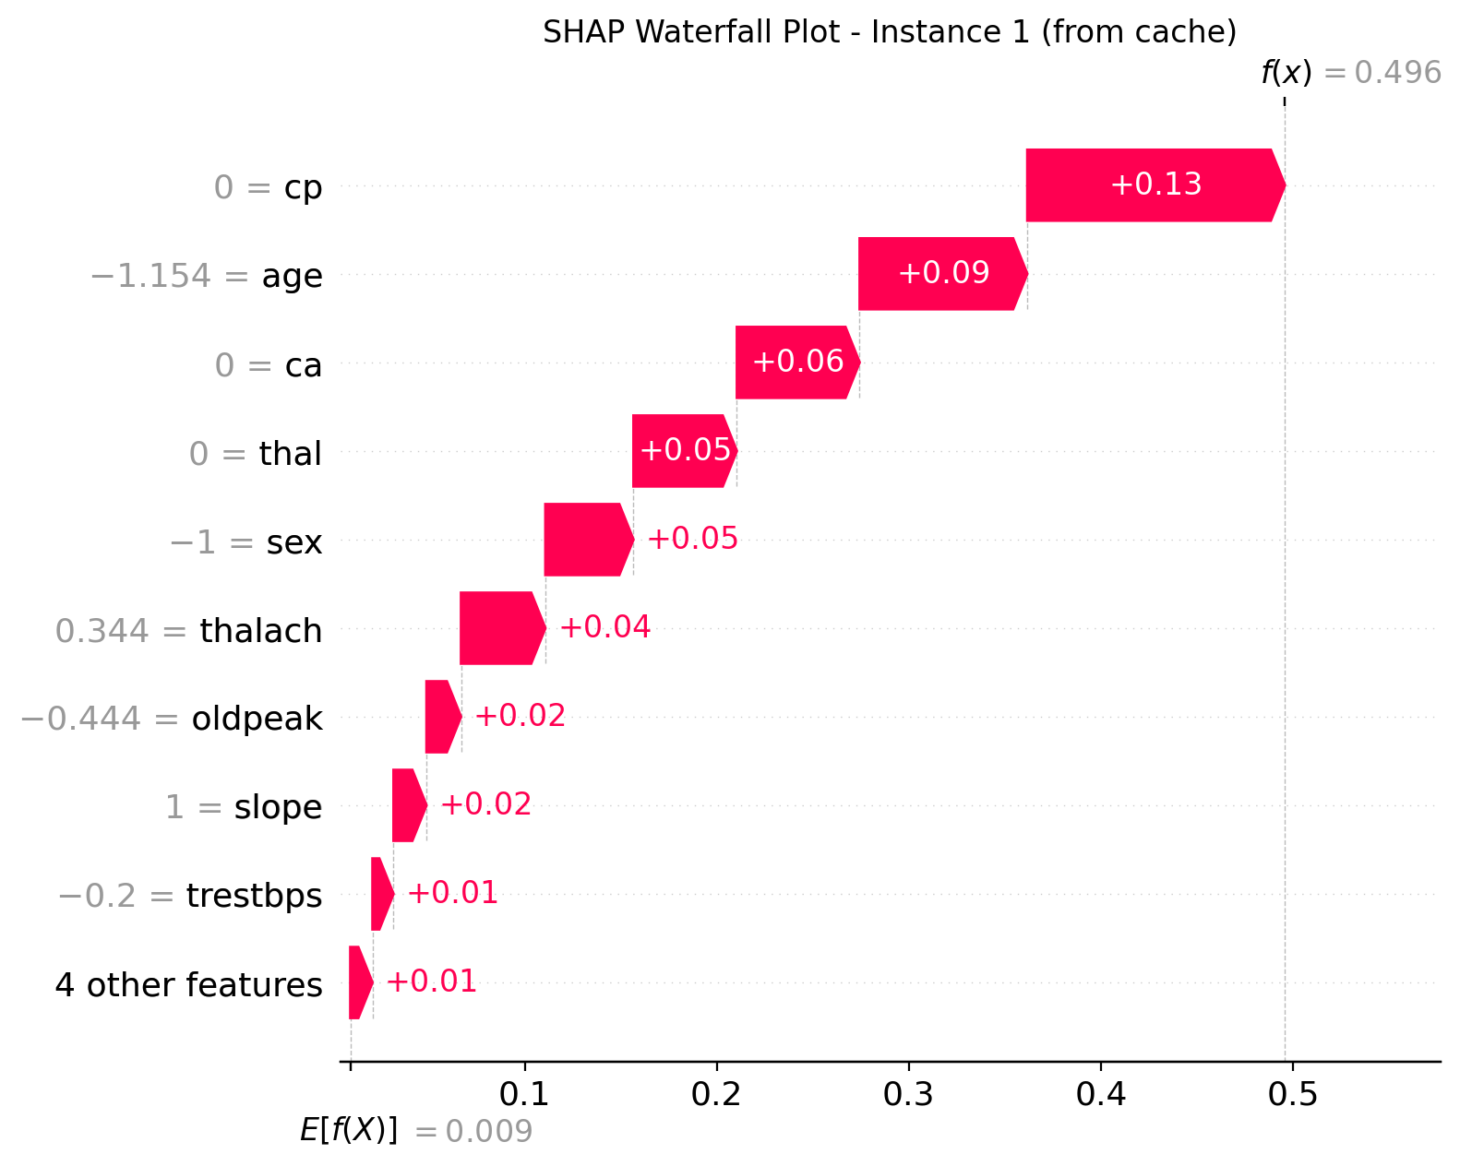 SHAP Waterfall Plot - Instance 1 (from cache)
f(x) = 0.496
0 = cp +0.13
−1.154 = age +0.09
0 = ca +0.06
0 = thal +0.05
−1 = sex +0.05
0.344 = thalach +0.04
−0.444 = oldpeak +0.02
1 = slope +0.02
−0.2 = trestbps +0.01
4 other features +0.01
0.1 0.2 0.3 0.4 0.5
E[f(X)] = 0.009